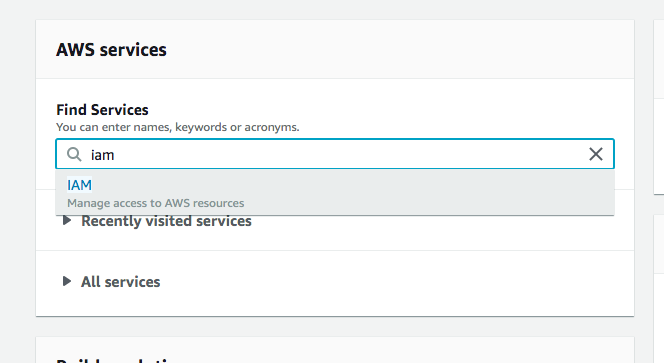 AWS services
Find Services
You can enter names, keywords or acronyms.
iam
IAM
Manage access to AWS resources
Recently visited services
All services